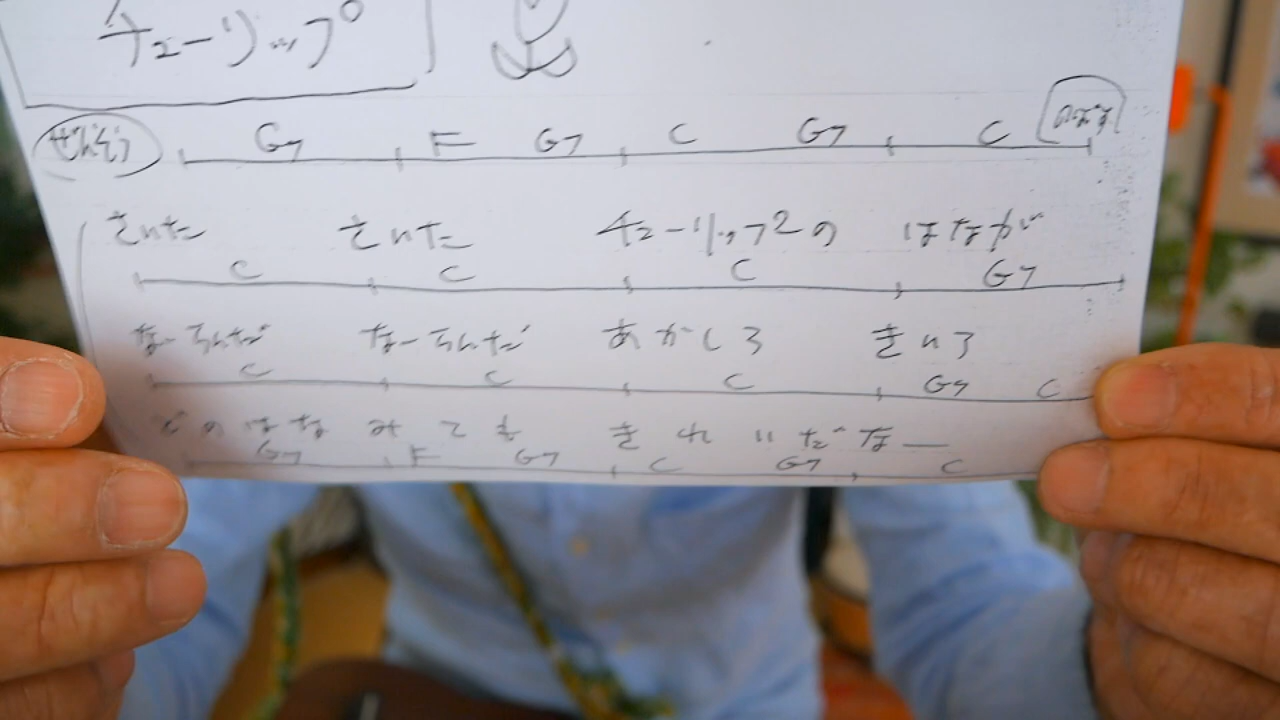 チューリップ
ぜんそう G7 F G7 C G7 C のばす
さいた さいた チューリップの はなが
C C C G7
なーらんだ なーらんだ あかしろ きいろ
C C C G7 C
どのはな みても きれいだなー
G7 F G7 C G7 C